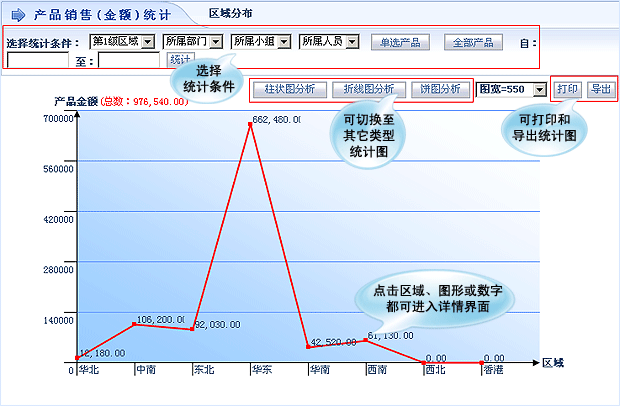 产品销售(金额)统计 区域分布
选择统计条件: 第1级区域 所属部门 所属小组 所属人员 单选产品 全部产品 自:
至: 统计
选择
统计条件
柱状图分析 折线图分析 饼图分析 图宽=550 打印 导出
可切换至
其它类型
统计图
可打印和
导出统计图
产品金额(总数: 976,540.00)
700000
560000
420000
280000
140000
0
662,480.00
106,200.00
92,030.00
12,180.00
42,520.00
61,130.00
0.00
0.00
点击区域、图形或数字
都可进入详情界面
华北 中南 东北 华东 华南 西南 西北 香港 区域